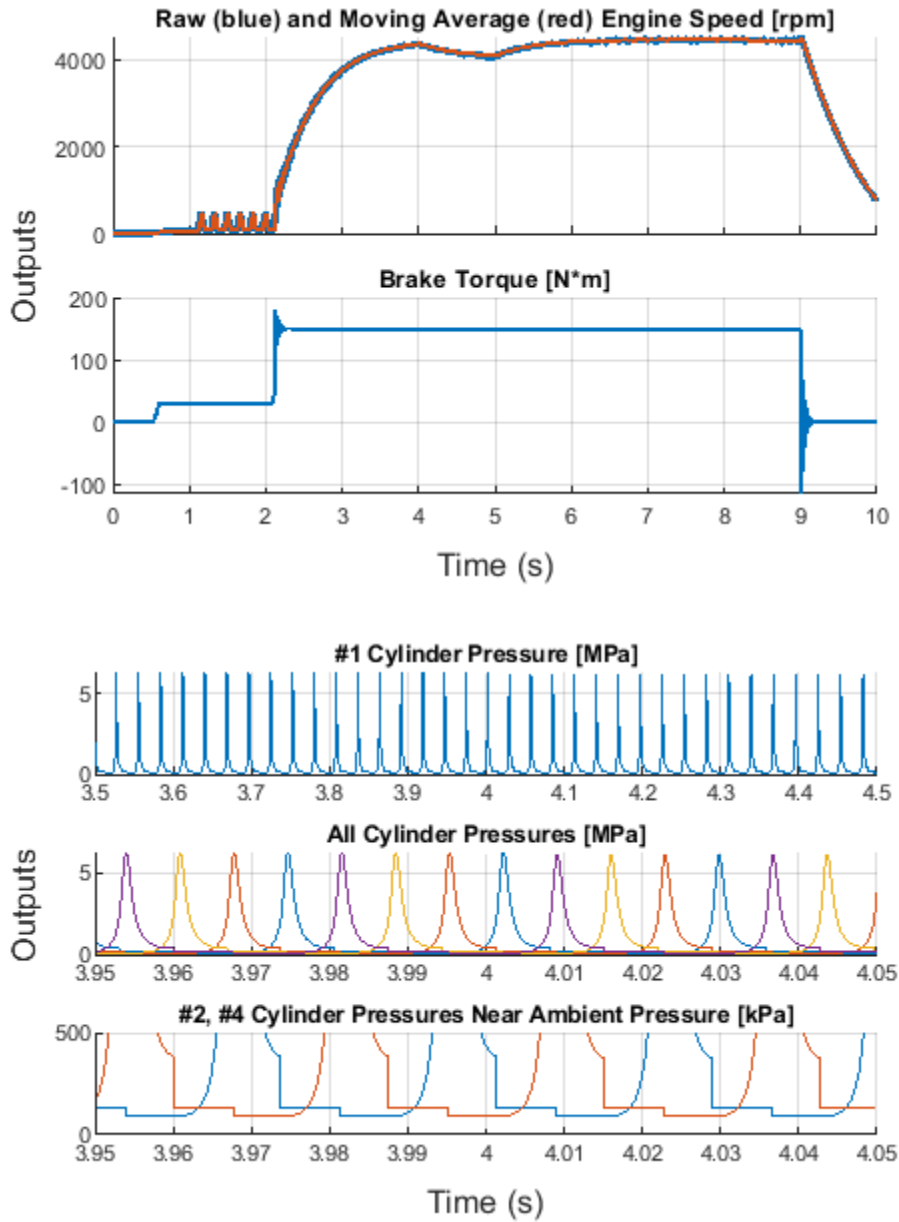 Raw (blue) and Moving Average (red) Engine Speed [rpm]
4000
2000
0
Brake Torque [N*m]
200
100
0
-100
0 1 2 3 4 5 6 7 8 9 10
Outputs
Time (s)
#1 Cylinder Pressure [MPa]
5
0
3.5 3.6 3.7 3.8 3.9 4 4.1 4.2 4.3 4.4 4.5
All Cylinder Pressures [MPa]
5
0
3.95 3.96 3.97 3.98 3.99 4 4.01 4.02 4.03 4.04 4.05
Outputs
#2, #4 Cylinder Pressures Near Ambient Pressure [kPa]
500
0
3.95 3.96 3.97 3.98 3.99 4 4.01 4.02 4.03 4.04 4.05
Time (s)